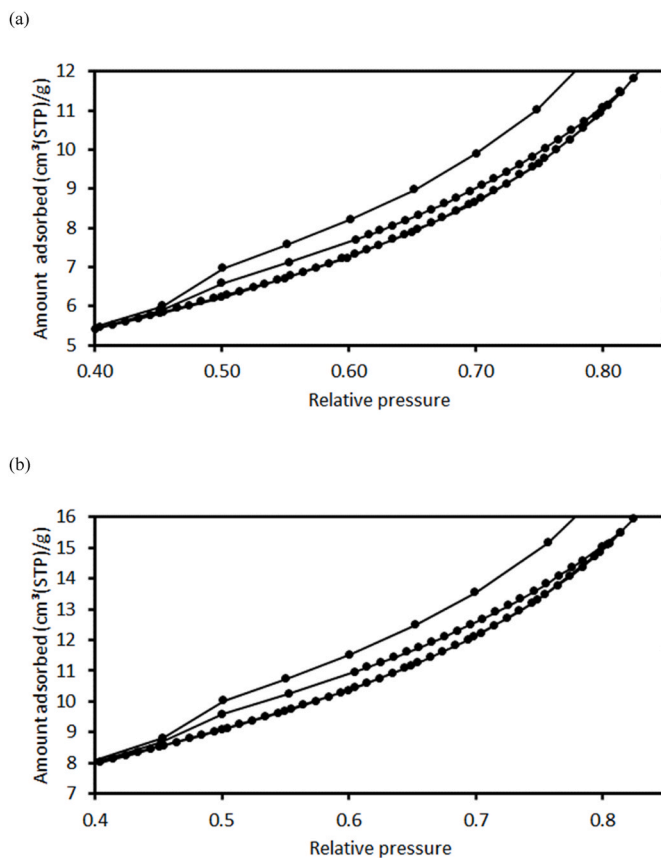 (a)
Amount adsorbed (cm³(STP)/g)
12
11
10
9
8
7
6
5
0.40 0.50 0.60 0.70 0.80
Relative pressure
(b)
Amount adsorbed (cm³(STP)/g)
16
15
14
13
12
11
10
9
8
7
0.4 0.5 0.6 0.7 0.8
Relative pressure